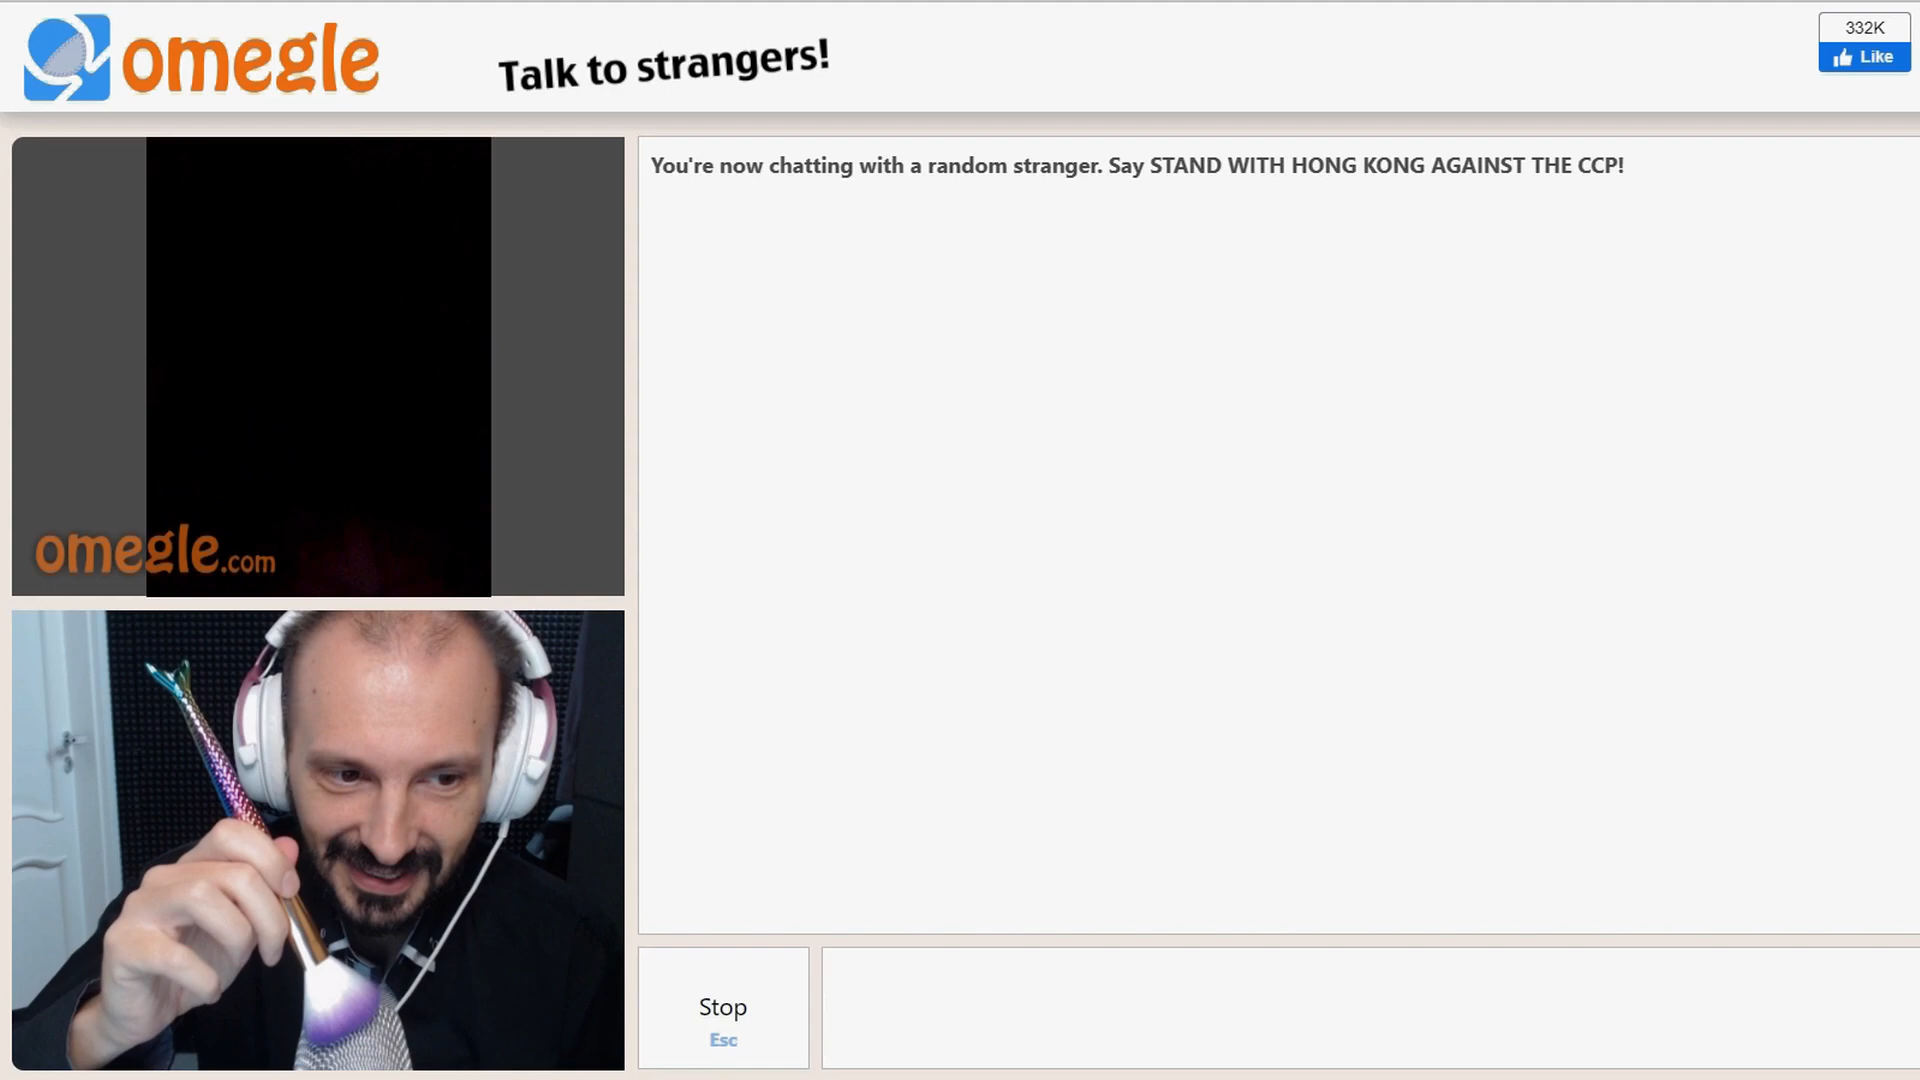 omegle
Talk to strangers!
332K
Like
You're now chatting with a random stranger. Say STAND WITH HONG KONG AGAINST THE CCP!
omegle.com
Stop
Esc